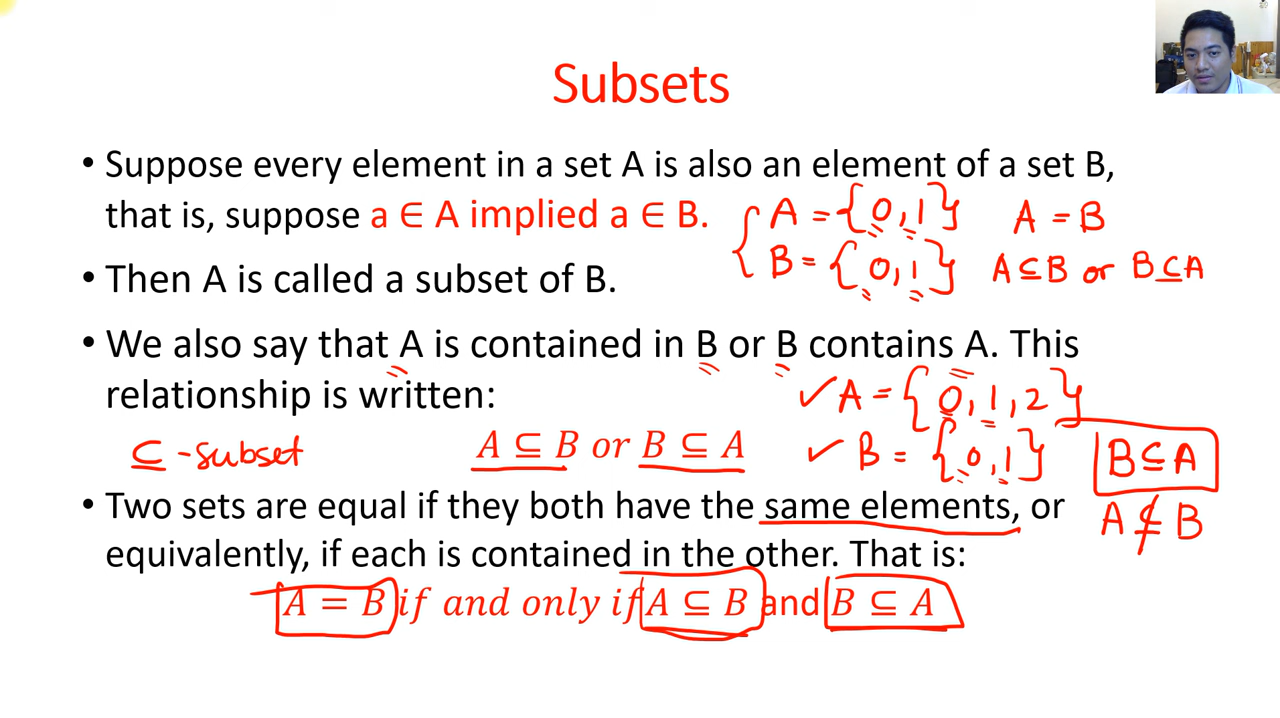 Subsets
• Suppose every element in a set A is also an element of a set B,
that is, suppose a ∈ A implied a ∈ B.
A = {0,1} A = B
B = {0,1} A ⊆ B or B ⊆ A
• Then A is called a subset of B.
• We also say that A is contained in B or B contains A. This
relationship is written:
A = {0,1,2}
⊆ - subset
A ⊆ B or B ⊆ A
B = {0,1} B ⊆ A
A ⊈ B
• Two sets are equal if they both have the same elements, or
equivalently, if each is contained in the other. That is:
A = B if and only if A ⊆ B and B ⊆ A